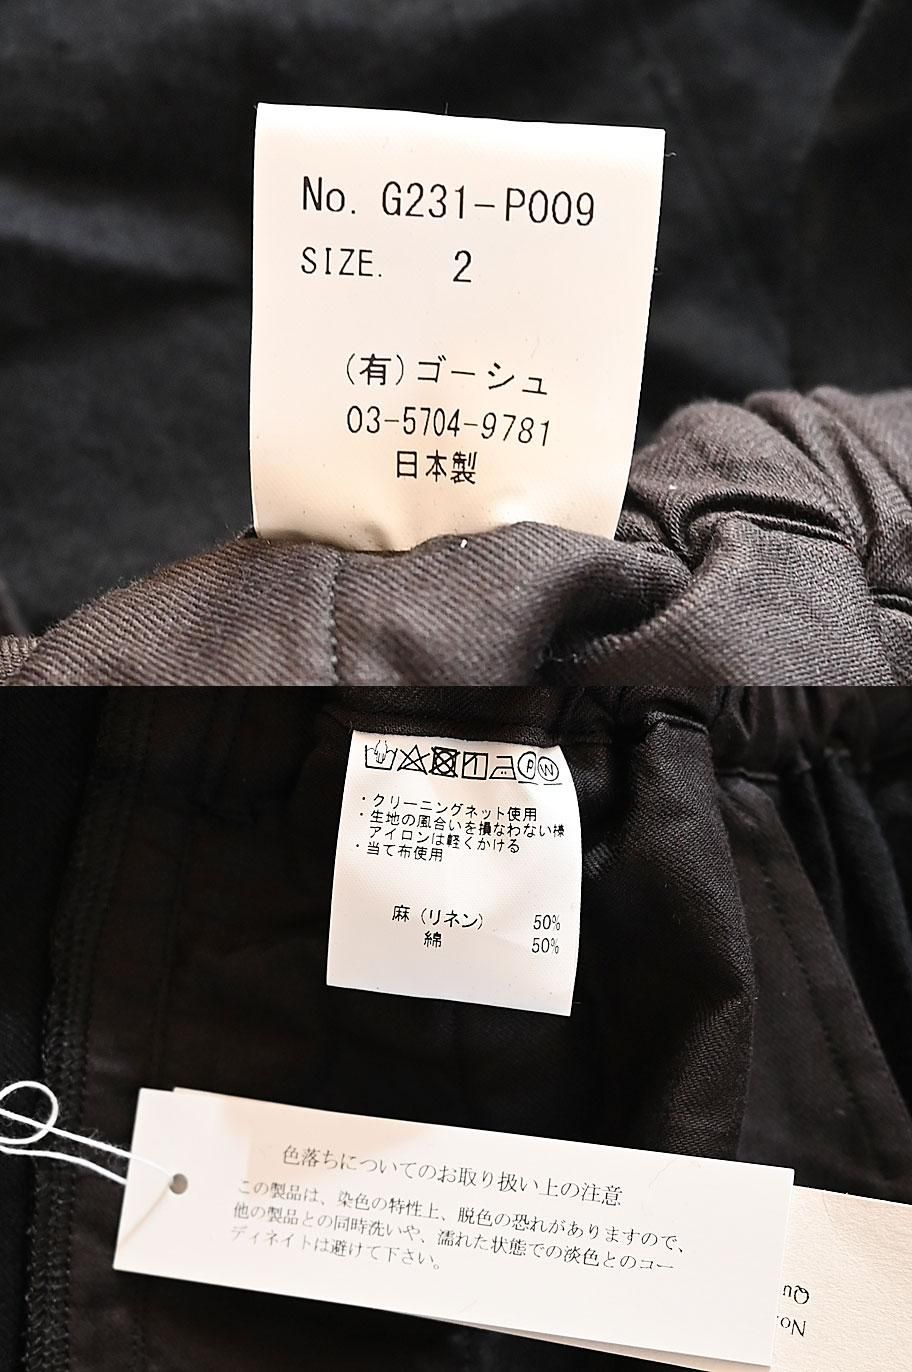 No. G231-P009
SIZE. 2
(有)ゴーシュ
03-5704-9781
日本製
・クリーニングネット使用
・生地の風合いを損なわない様
アイロンは軽くかける
・当て布使用
麻(リネン) 50%
綿 50%
色落ちについてのお取り扱い上の注意
この製品は、染色の特性上、脱色の恐れがありますので、
他の製品との同時洗いや、濡れた状態での淡色とのコー
ディネイトは避けて下さい。
No.